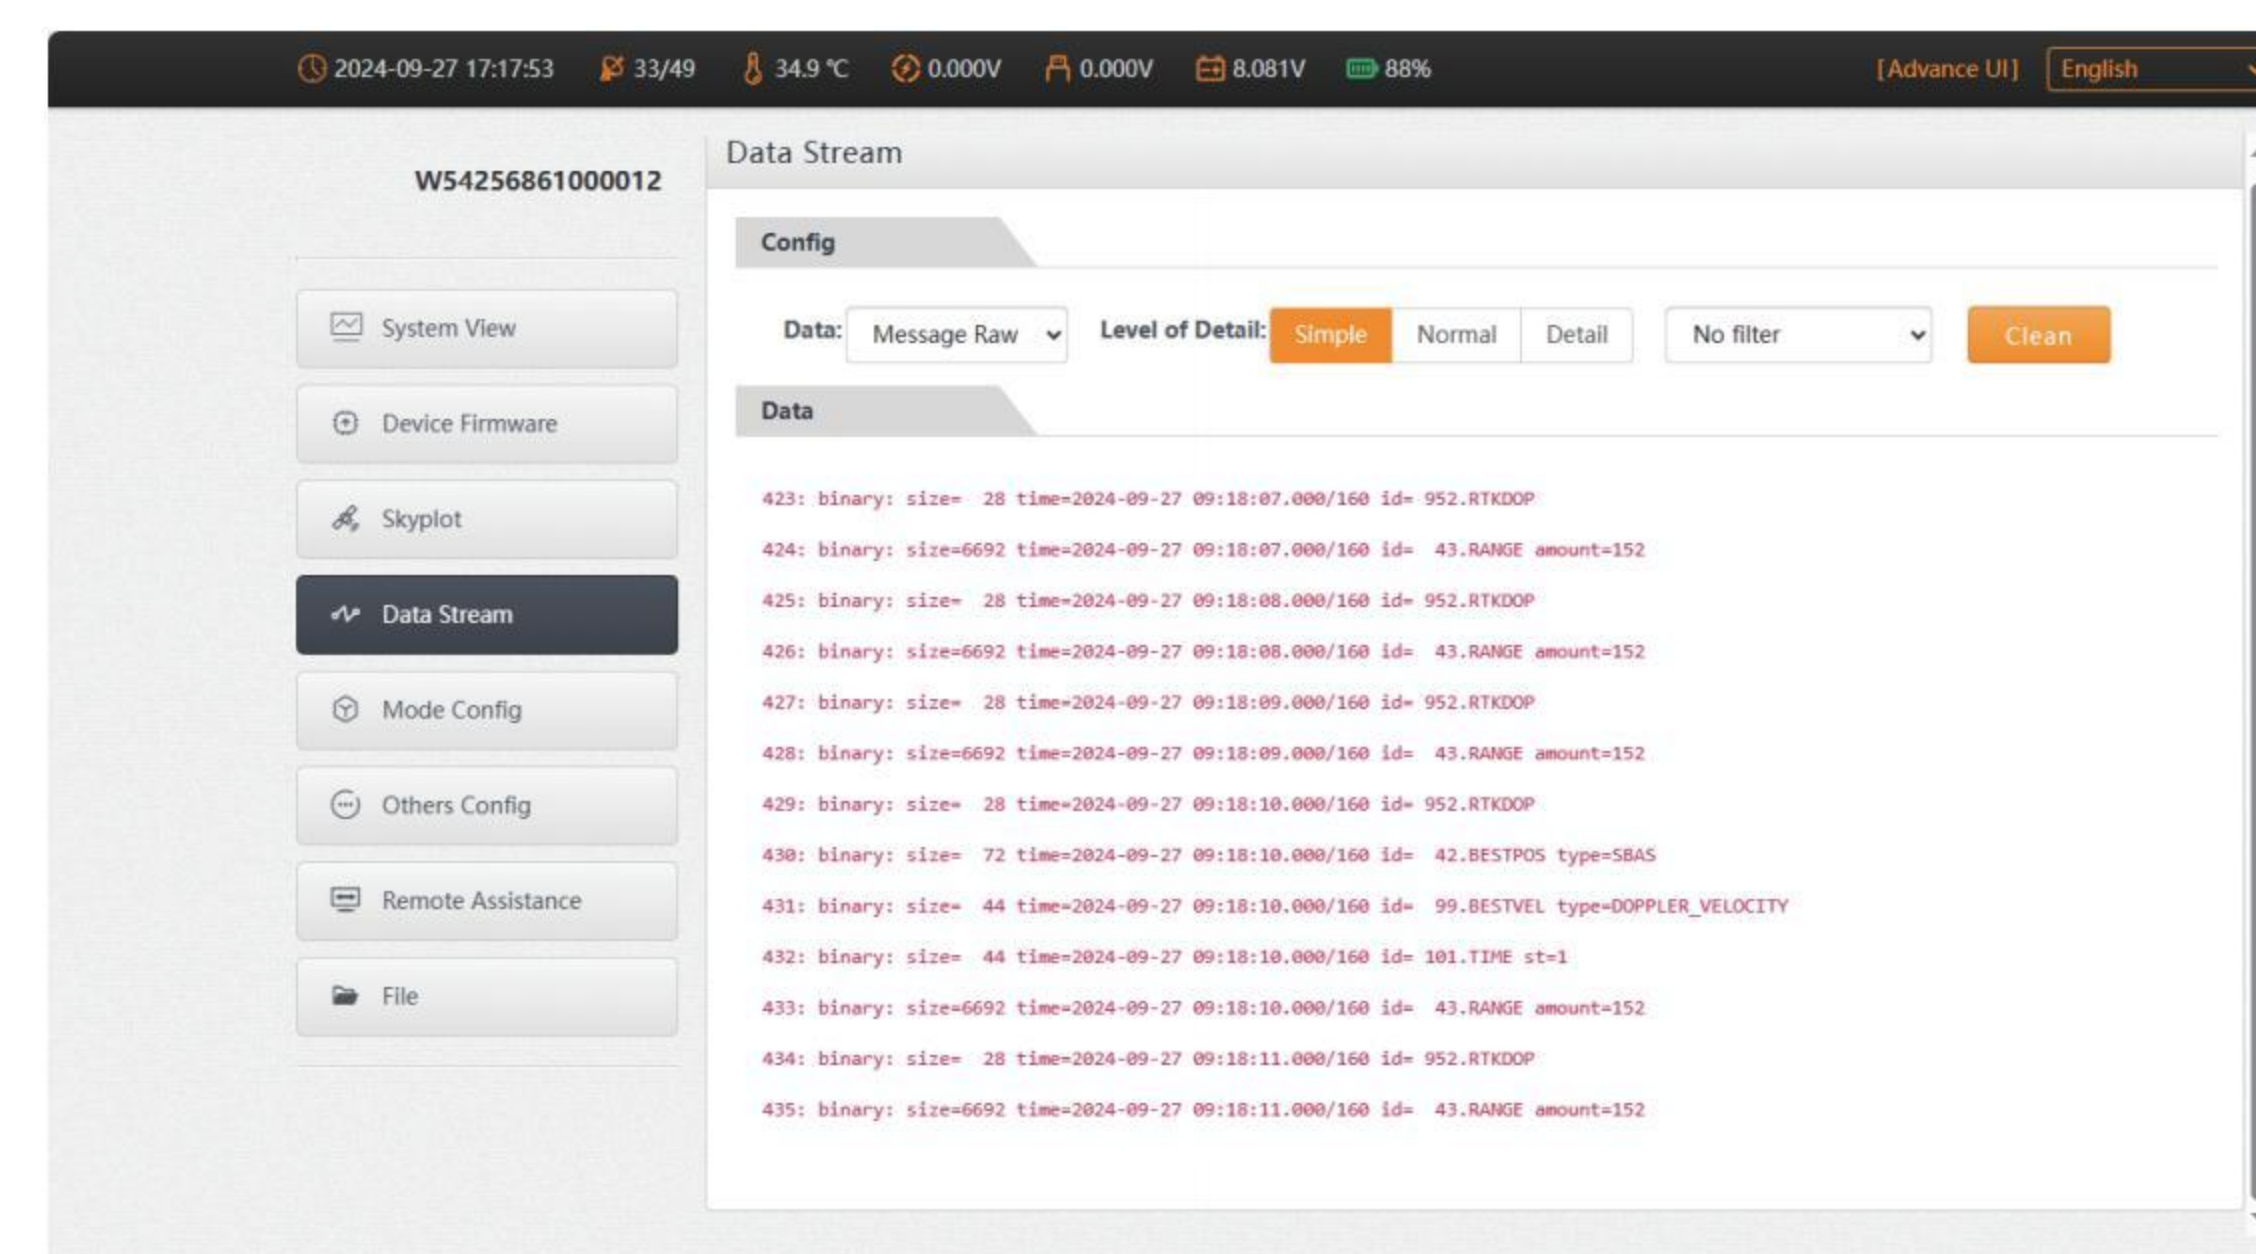 2024-09-27 17:17:53 33/49 34.9 ℃ 0.000V 0.000V 8.081V 88% [Advance UI] English
W54256861000012
System View
Device Firmware
Skyplot
Data Stream
Mode Config
Others Config
Remote Assistance
File
Data Stream
Config
Data: Message Raw Level of Detail: Simple Normal Detail No filter Clean
Data
423: binary: size=  28 time=2024-09-27 09:18:07.000/160 id= 952.RTKDOP
424: binary: size=6692 time=2024-09-27 09:18:07.000/160 id=  43.RANGE amount=152
425: binary: size=  28 time=2024-09-27 09:18:08.000/160 id= 952.RTKDOP
426: binary: size=6692 time=2024-09-27 09:18:08.000/160 id=  43.RANGE amount=152
427: binary: size=  28 time=2024-09-27 09:18:09.000/160 id= 952.RTKDOP
428: binary: size=6692 time=2024-09-27 09:18:09.000/160 id=  43.RANGE amount=152
429: binary: size=  28 time=2024-09-27 09:18:10.000/160 id= 952.RTKDOP
430: binary: size=  72 time=2024-09-27 09:18:10.000/160 id=  42.BESTPOS type=SBAS
431: binary: size=  44 time=2024-09-27 09:18:10.000/160 id=  99.BESTVEL type=DOPPLER_VELOCITY
432: binary: size=  44 time=2024-09-27 09:18:10.000/160 id= 101.TIME st=1
433: binary: size=6692 time=2024-09-27 09:18:10.000/160 id=  43.RANGE amount=152
434: binary: size=  28 time=2024-09-27 09:18:11.000/160 id= 952.RTKDOP
435: binary: size=6692 time=2024-09-27 09:18:11.000/160 id=  43.RANGE amount=152